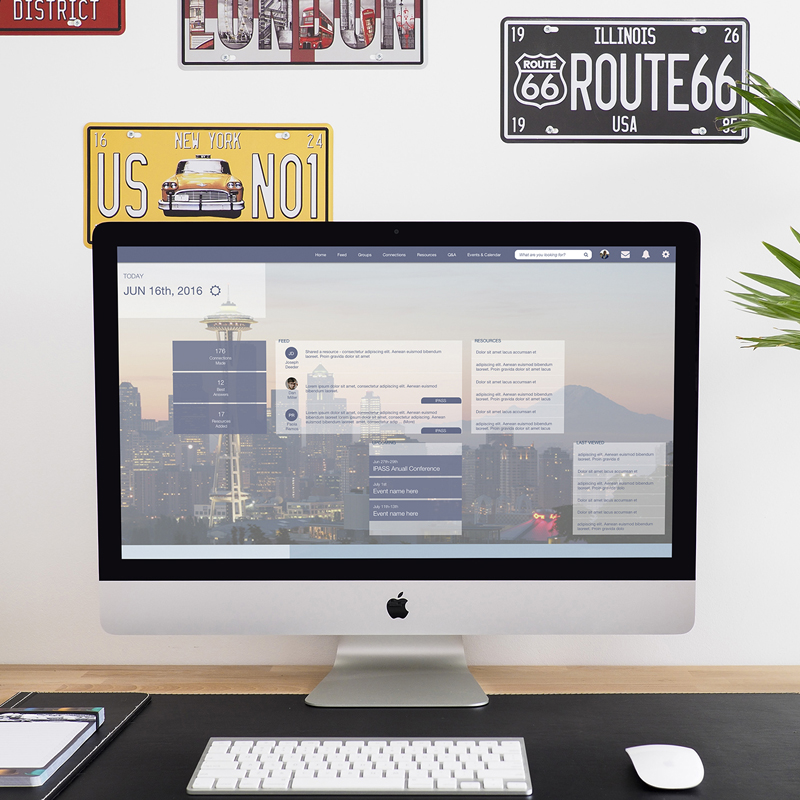 DISTRICT
LONDON
19 ILLINOIS 26
ROUTE 66
ROUTE66
19 USA 85
16 NEW YORK 24
US NO1
Home Feed Groups Connections Resources Q&A Events & Calendar What are you looking for?
TODAY
JUN 16th, 2016
176
Connections
Made
12
Best
Answers
17
Resources
Added
FEED
JD
Joseph
Shared a resource - consectetur adipiscing elit. Aenean euismod bibendum
laoreet. Proin gravida dolor sit amet
Lorem ipsum dolor sit amet, consectetur adipiscing elit. Aenean euismod bibendum
laoreet.
IPASS
PR
Paola
Lorem ipsum dolor sit amet, consectetur adipiscing elit. Aenean euismod
bibendum laoreet
IPASS
RESOURCES
Dolor sit amet lacus accumsan et
adipiscing elit. Aenean euismod bibendum
laoreet. Proin gravida dolor sit amet lacus
Dolor sit amet lacus accumsan et
adipiscing elit. Aenean euismod bibendum
laoreet. Proin gravida dolor sit amet lacus
Dolor sit amet lacus accumsan et
adipiscing elit. Aenean euismod bibendum
laoreet. Proin gravida dolor sit amet lacus
Jun 27th-29th
IPASS Anuall Conference
July 1st
Event name here
July 11th-13th
Event name here
LAST VIEWED
adipiscing elit. Aenean euismod bibendum
laoreet. Proin gravida
Dolor sit amet lacus accumsan et
adipiscing elit. Aenean euismod bibendum
laoreet. Proin gravida dolor
Dolor sit amet lacus accumsan et
adipiscing elit. Aenean euismod bibendum
laoreet. Proin gravida dolor